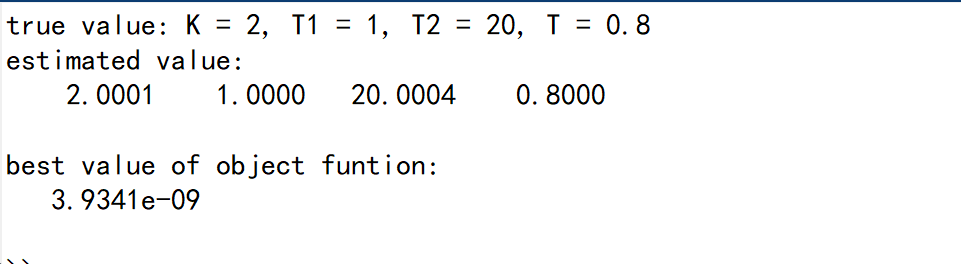 true value: K = 2, T1 = 1, T2 = 20, T = 0.8
estimated value:
2.0001 1.0000 20.0004 0.8000
best value of object funtion:
3.9341e-09